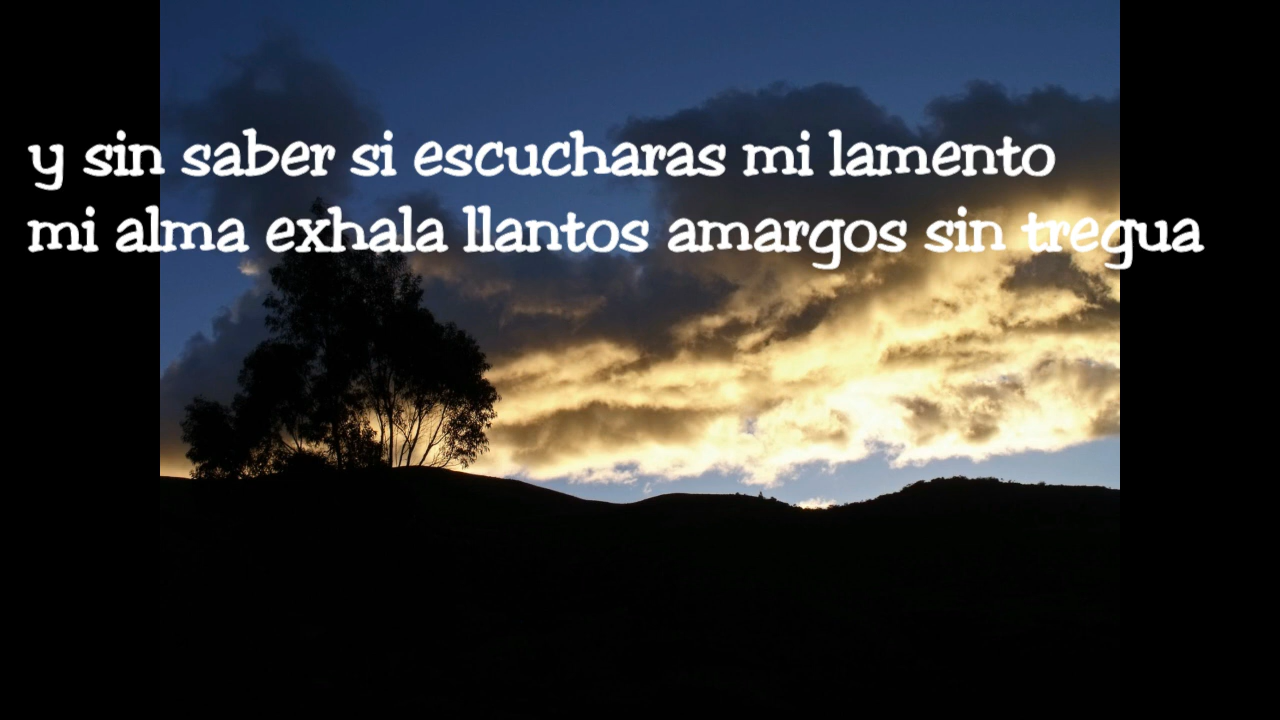 y sin saber si escucharas mi lamento
mi alma exhala llantos amargos sin tregua